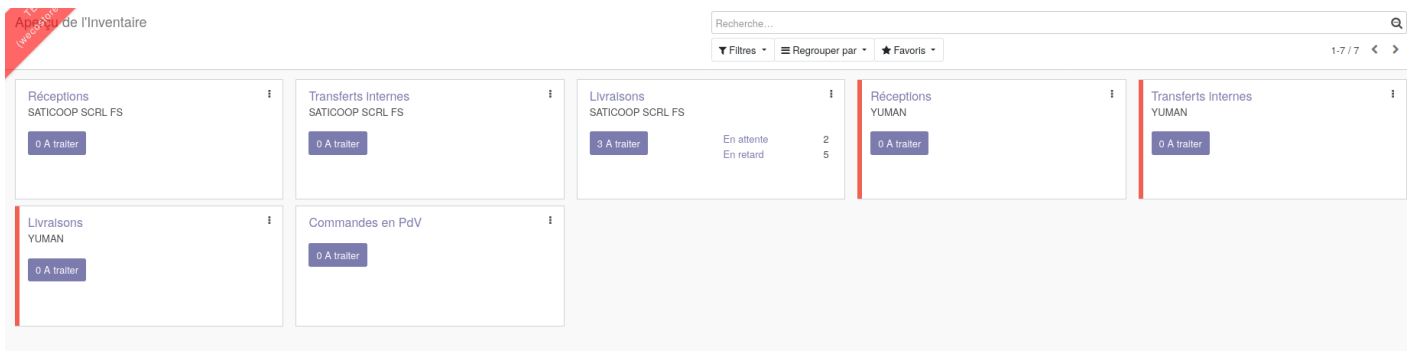 Aperçu de l'Inventaire
Recherche...
Filtres
Regrouper par
Favoris
1-7 / 7
Réceptions
SATICOOP SCRL FS
0 A traiter
Transferts internes
SATICOOP SCRL FS
0 A traiter
Livraisons
SATICOOP SCRL FS
3 A traiter
En attente 2
En retard 5
Réceptions
YUMAN
0 A traiter
Transferts internes
YUMAN
0 A traiter
Livraisons
YUMAN
0 A traiter
Commandes en PdV
0 A traiter